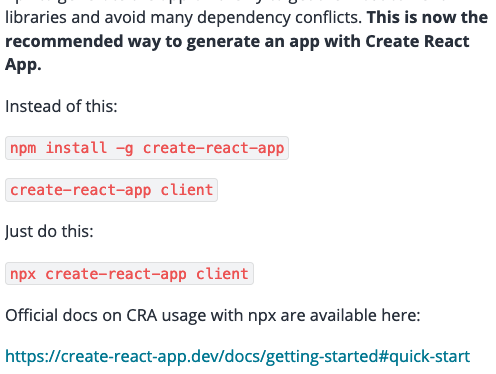 libraries and avoid many dependency conflicts. This is now the
recommended way to generate an app with Create React
App.
Instead of this:
npm install -g create-react-app
create-react-app client
Just do this:
npx create-react-app client
Official docs on CRA usage with npx are available here:
https://create-react-app.dev/docs/getting-started#quick-start